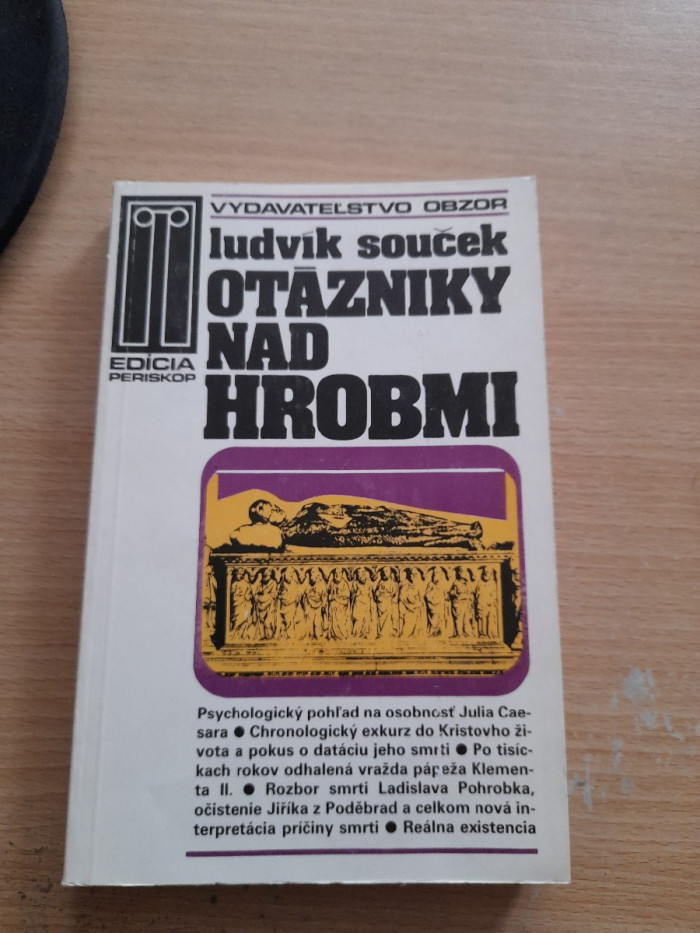 VYDAVATEĽSTVO OBZOR
ludvík souček
OTÁZNIKY
NAD
HROBMI
EDÍCIA
PERISKOP
Psychologický pohľad na osobnosť Julia Cae-
sara ● Chronologický exkurz do Kristovho ži-
vota a pokus o datáciu jeho smrti ● Po tisíc-
kach rokov odhalená vražda pápeža Klemen-
ta II. ● Rozbor smrti Ladislava Pohrobka,
očistenie Jiříka z Poděbrad a celkom nová in-
terpretácia príčiny smrti ● Reálna existencia